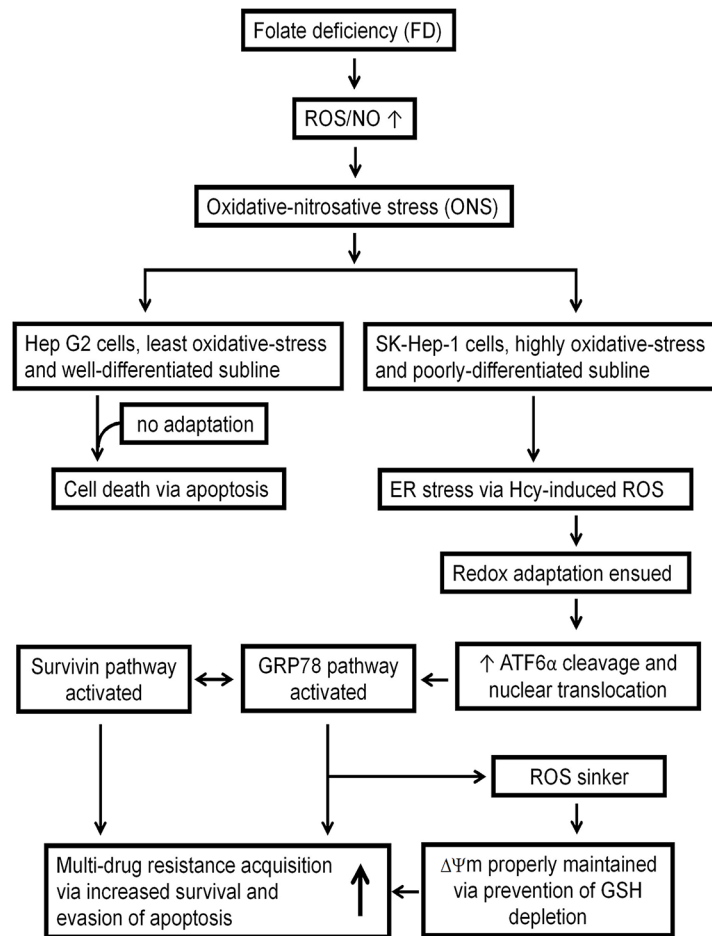 Folate deficiency (FD)
ROS/NO ↑
Oxidative-nitrosative stress (ONS)
Hep G2 cells, least oxidative-stress
and well-differentiated subline
SK-Hep-1 cells, highly oxidative-stress
and poorly-differentiated subline
no adaptation
Cell death via apoptosis
ER stress via Hcy-induced ROS
Redox adaptation ensued
Survivin pathway
activated
GRP78 pathway
activated
↑ ATF6α cleavage and
nuclear translocation
ROS sinker
Multi-drug resistance acquisition
via increased survival and
evasion of apoptosis
ΔΨm properly maintained
via prevention of GSH
depletion